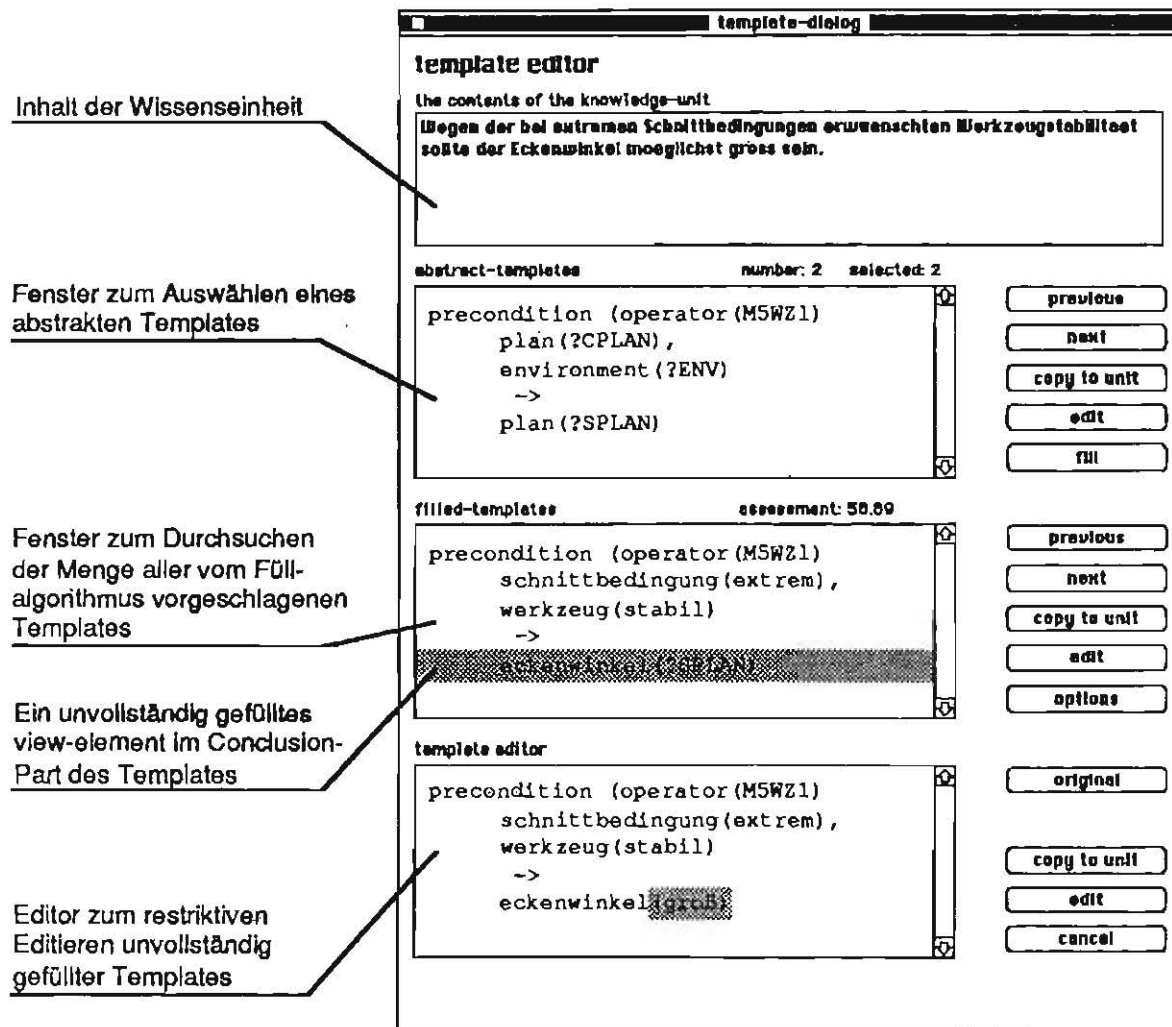 template-dialog
template editor
the contents of the knowledge-unit
Wegen der bei extremen Schnittbedingungen erwuenschten Werkzeugstabilitaet
sollte der Eckenwinkel moeglichst gross sein.
Inhalt der Wissenseinheit
abstract-templates number: 2 selected: 2
precondition (operator(M5WZ1)
plan(?CPLAN),
environment(?ENV)
->
plan(?SPLAN)
previous
next
copy to unit
edit
fill
Fenster zum Auswählen eines
abstrakten Templates
filled-templates assessment: 58.89
precondition (operator(M5WZ1)
schnittbedingung(extrem),
werkzeug(stabil)
->
eckenwinkel
previous
next
copy to unit
edit
options
Fenster zum Durchsuchen
der Menge aller vom Füll-
algorithmus vorgeschlagenen
Templates
Ein unvollständig gefülltes
view-element im Conclusion-
Part des Templates
template editor
precondition (operator(M5WZ1)
schnittbedingung(extrem),
werkzeug(stabil)
->
eckenwinkel(groß)
original
copy to unit
edit
cancel
Editor zum restriktiven
Editieren unvollständig
gefüllter Templates